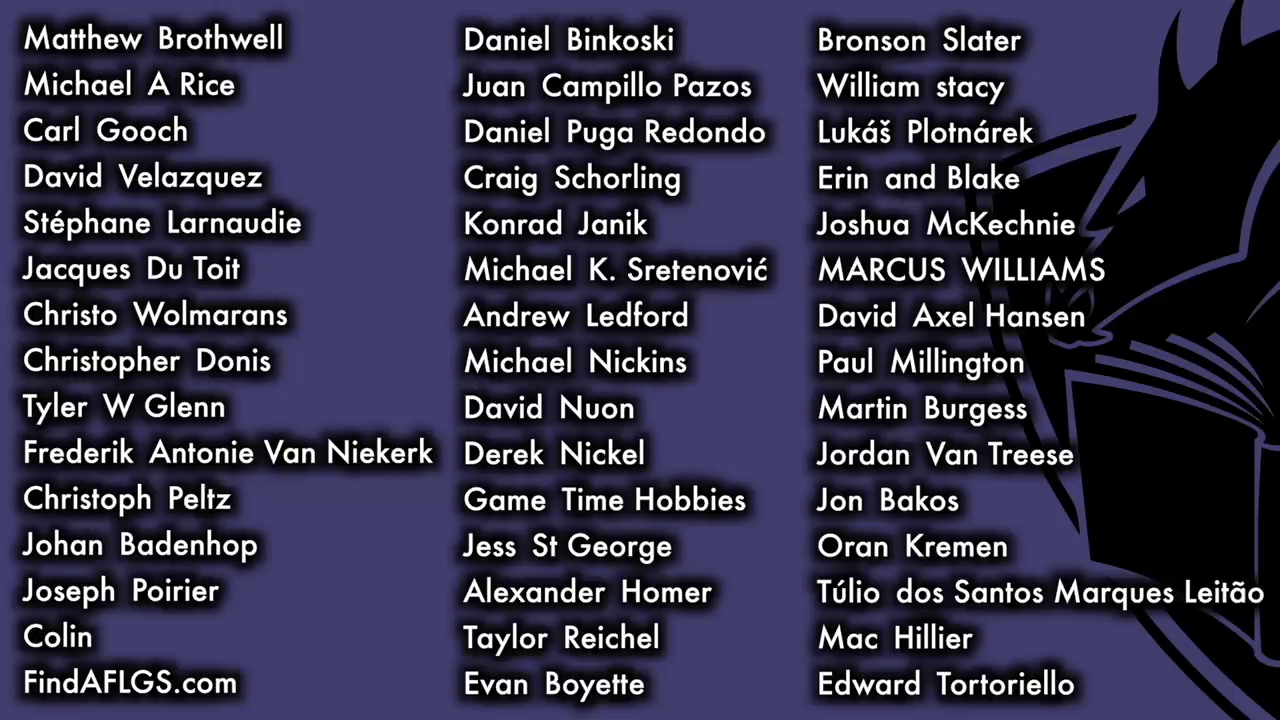 Matthew Brothwell
Michael A Rice
Carl Gooch
David Velazquez
Stéphane Larnaudie
Jacques Du Toit
Christo Wolmarans
Christopher Donis
Tyler W Glenn
Frederik Antonie Van Niekerk
Christoph Peltz
Johan Badenhop
Joseph Poirier
Colin
FindAFLGS.com
Daniel Binkoski
Juan Campillo Pazos
Daniel Puga Redondo
Craig Schorling
Konrad Janik
Michael K. Sretenović
Andrew Ledford
Michael Nickins
David Nuon
Derek Nickel
Game Time Hobbies
Jess St George
Alexander Homer
Taylor Reichel
Evan Boyette
Bronson Slater
William stacy
Lukáš Plotnárek
Erin and Blake
Joshua McKechnie
MARCUS WILLIAMS
David Axel Hansen
Paul Millington
Martin Burgess
Jordan Van Treese
Jon Bakos
Oran Kremen
Túlio dos Santos Marques Leitão
Mac Hillier
Edward Tortoriello